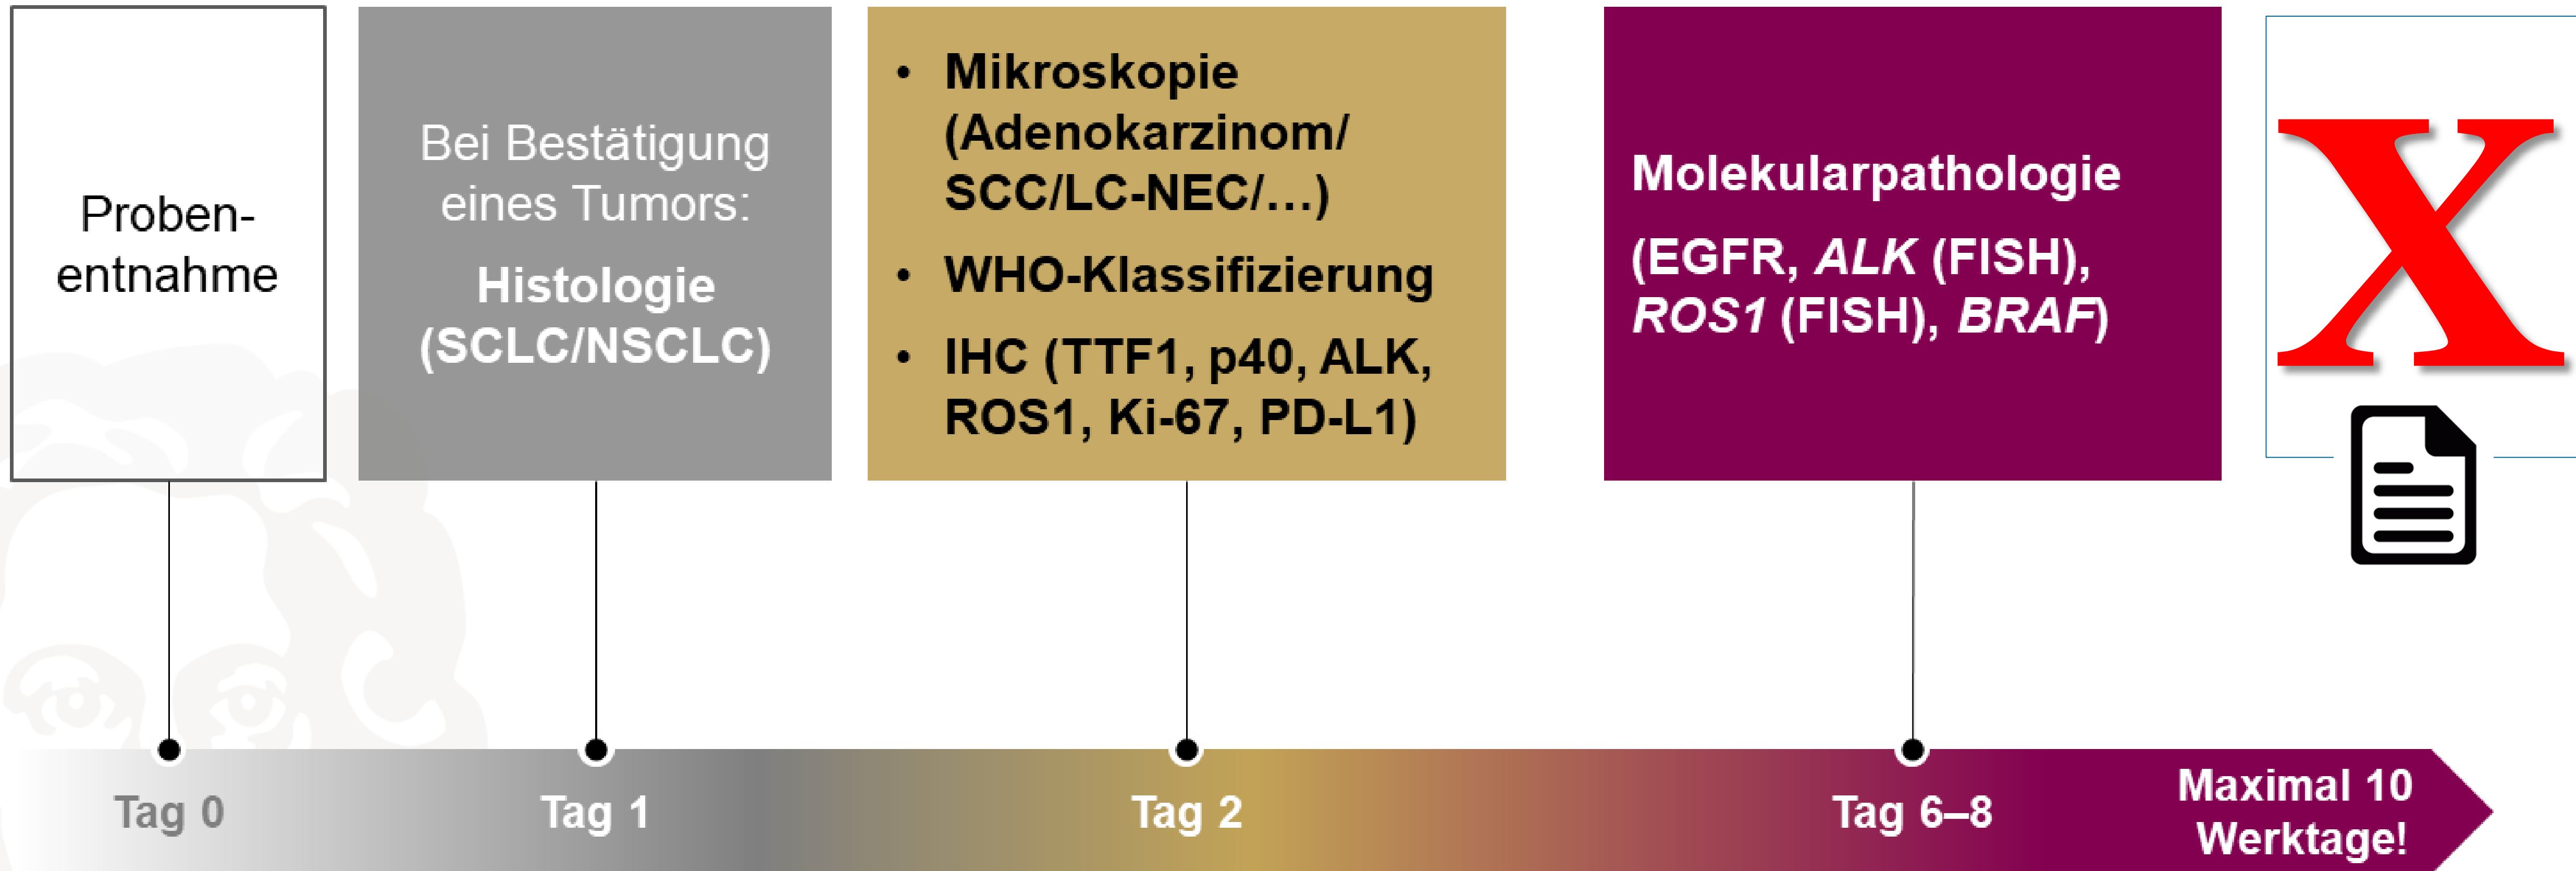 Proben-
entnahme
Bei Bestätigung
eines Tumors:
Histologie
(SCLC/NSCLC)
• Mikroskopie
(Adenokarzinom/
SCC/LC-NEC/…)
• WHO-Klassifizierung
• IHC (TTF1, p40, ALK,
ROS1, Ki-67, PD-L1)
Molekularpathologie
(EGFR, ALK (FISH),
ROS1 (FISH), BRAF)
X
Tag 0
Tag 1
Tag 2
Tag 6–8
Maximal 10
Werktage!